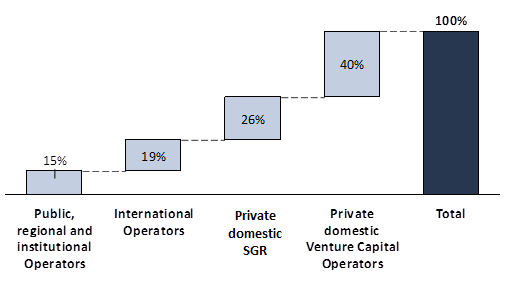 100%
40%
26%
19%
15%
Public,
regional and
institutional
Operators
International
Operators
Private
domestic
SGR
Private
domestic
Venture Capital
Operators
Total